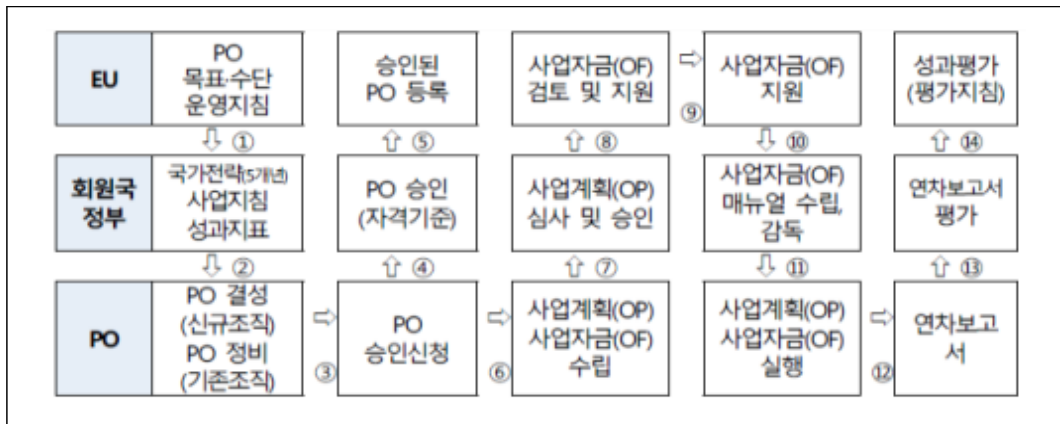 EU
PO
목표·수단
운영지침
승인된
PO 등록
사업자금(OF)
검토 및 지원
⇨
⑨
사업자금(OF)
지원
성과평가
(평가지침)
⇩ ①
⇧ ⑤
⇧ ⑧
⇩ ⑩
⇧ ⑭
회원국
정부
국가전략(5개년)
사업지침
성과지표
PO 승인
(자격기준)
사업계획(OP)
심사 및 승인
사업자금(OF)
매뉴얼 수립,
감독
연차보고서
평가
⇩ ②
⇧ ④
⇧ ⑦
⇩ ⑪
⇧ ⑬
PO
PO 결성
(신규조직)
PO 정비
(기존조직)
⇨
③
PO
승인신청
⇨
⑥
사업계획(OP)
사업자금(OF)
수립
사업계획(OP)
사업자금(OF)
실행
⇨
⑫
연차보고
서